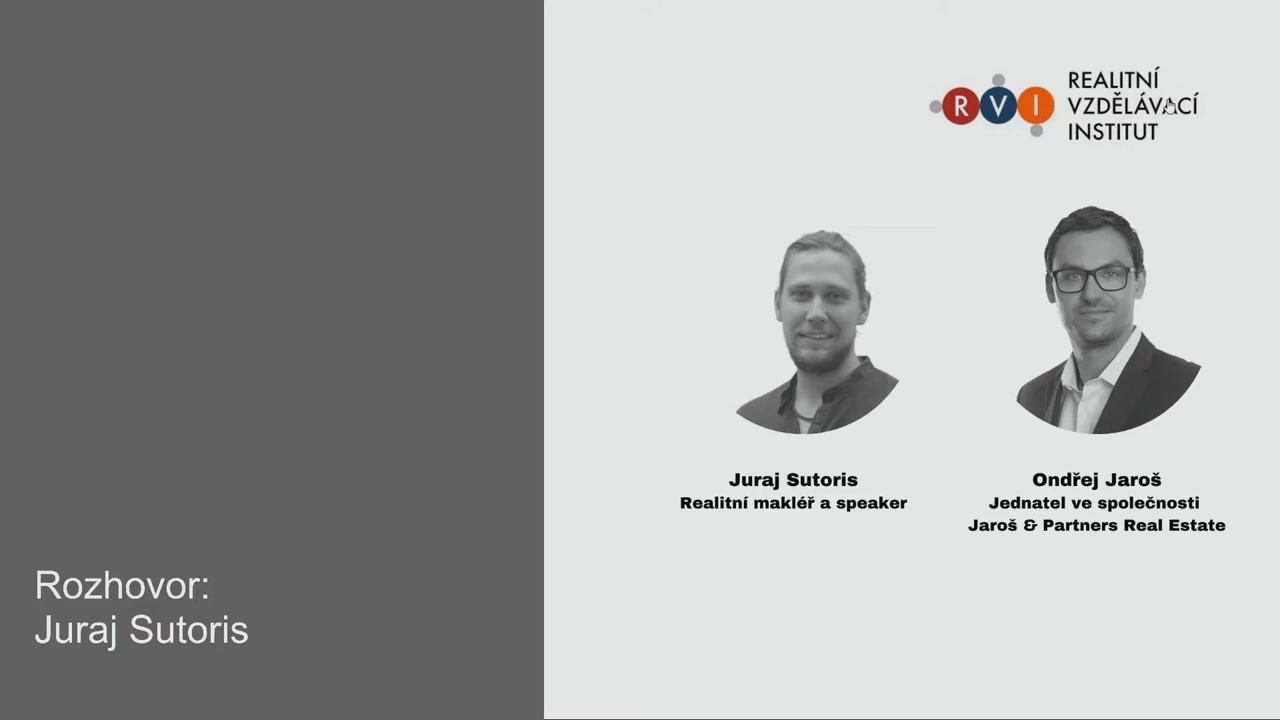 Rozhovor:
Juraj Sutoris
R V I
REALITNÍ
VZDĚLÁVACÍ
INSTITUT
Juraj Sutoris
Realitní makléř a speaker
Ondřej Jaroš
Jednatel ve společnosti
Jaroš & Partners Real Estate